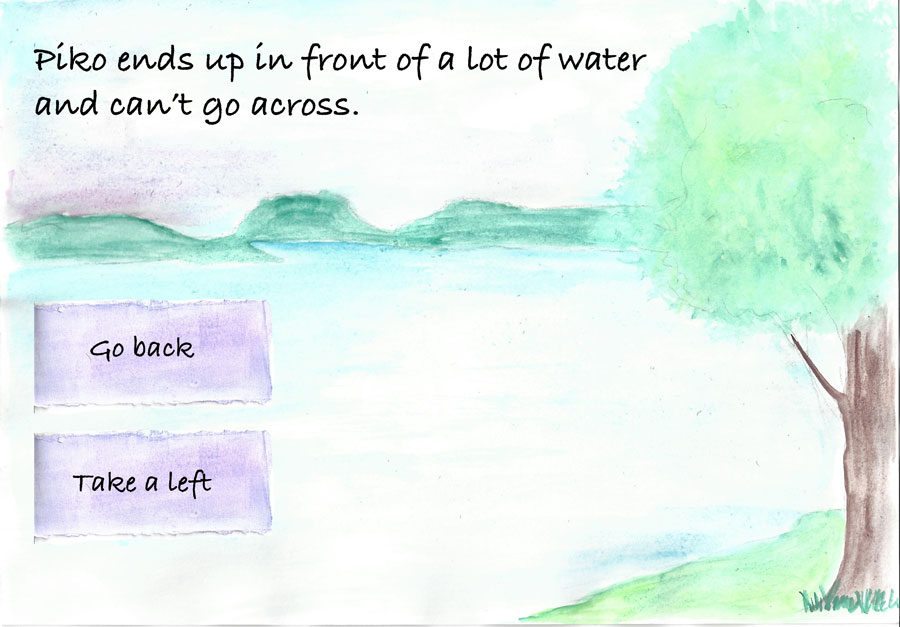 Piko ends up in front of a lot of water
and can't go across.
Go back
Take a left